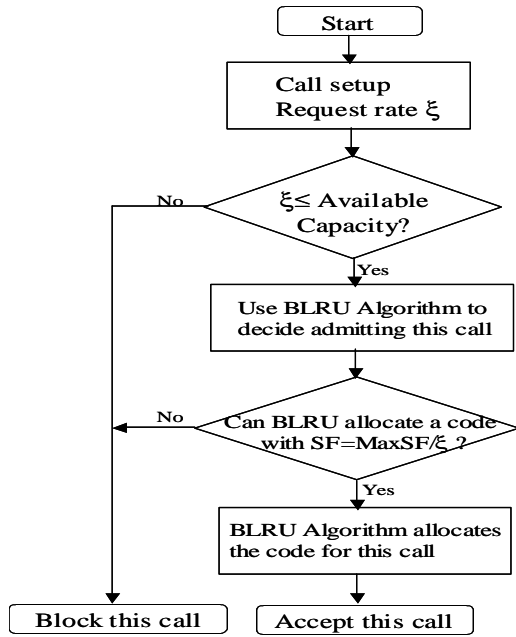 Start
Call setup
Request rate ξ
ξ≤ Available
Capacity?
No
Yes
Use BLRU Algorithm to
decide admitting this call
Can BLRU allocate a code
with SF=MaxSF/ξ ?
No
Yes
BLRU Algorithm allocates
the code for this call
Block this call
Accept this call